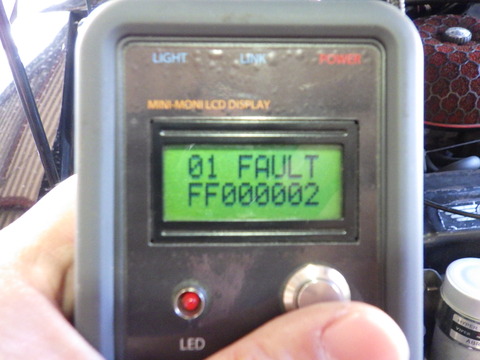 LIGHT LINK POWER
MINI-MONI LCD DISPLAY
01 FAULT
FF000002
LED